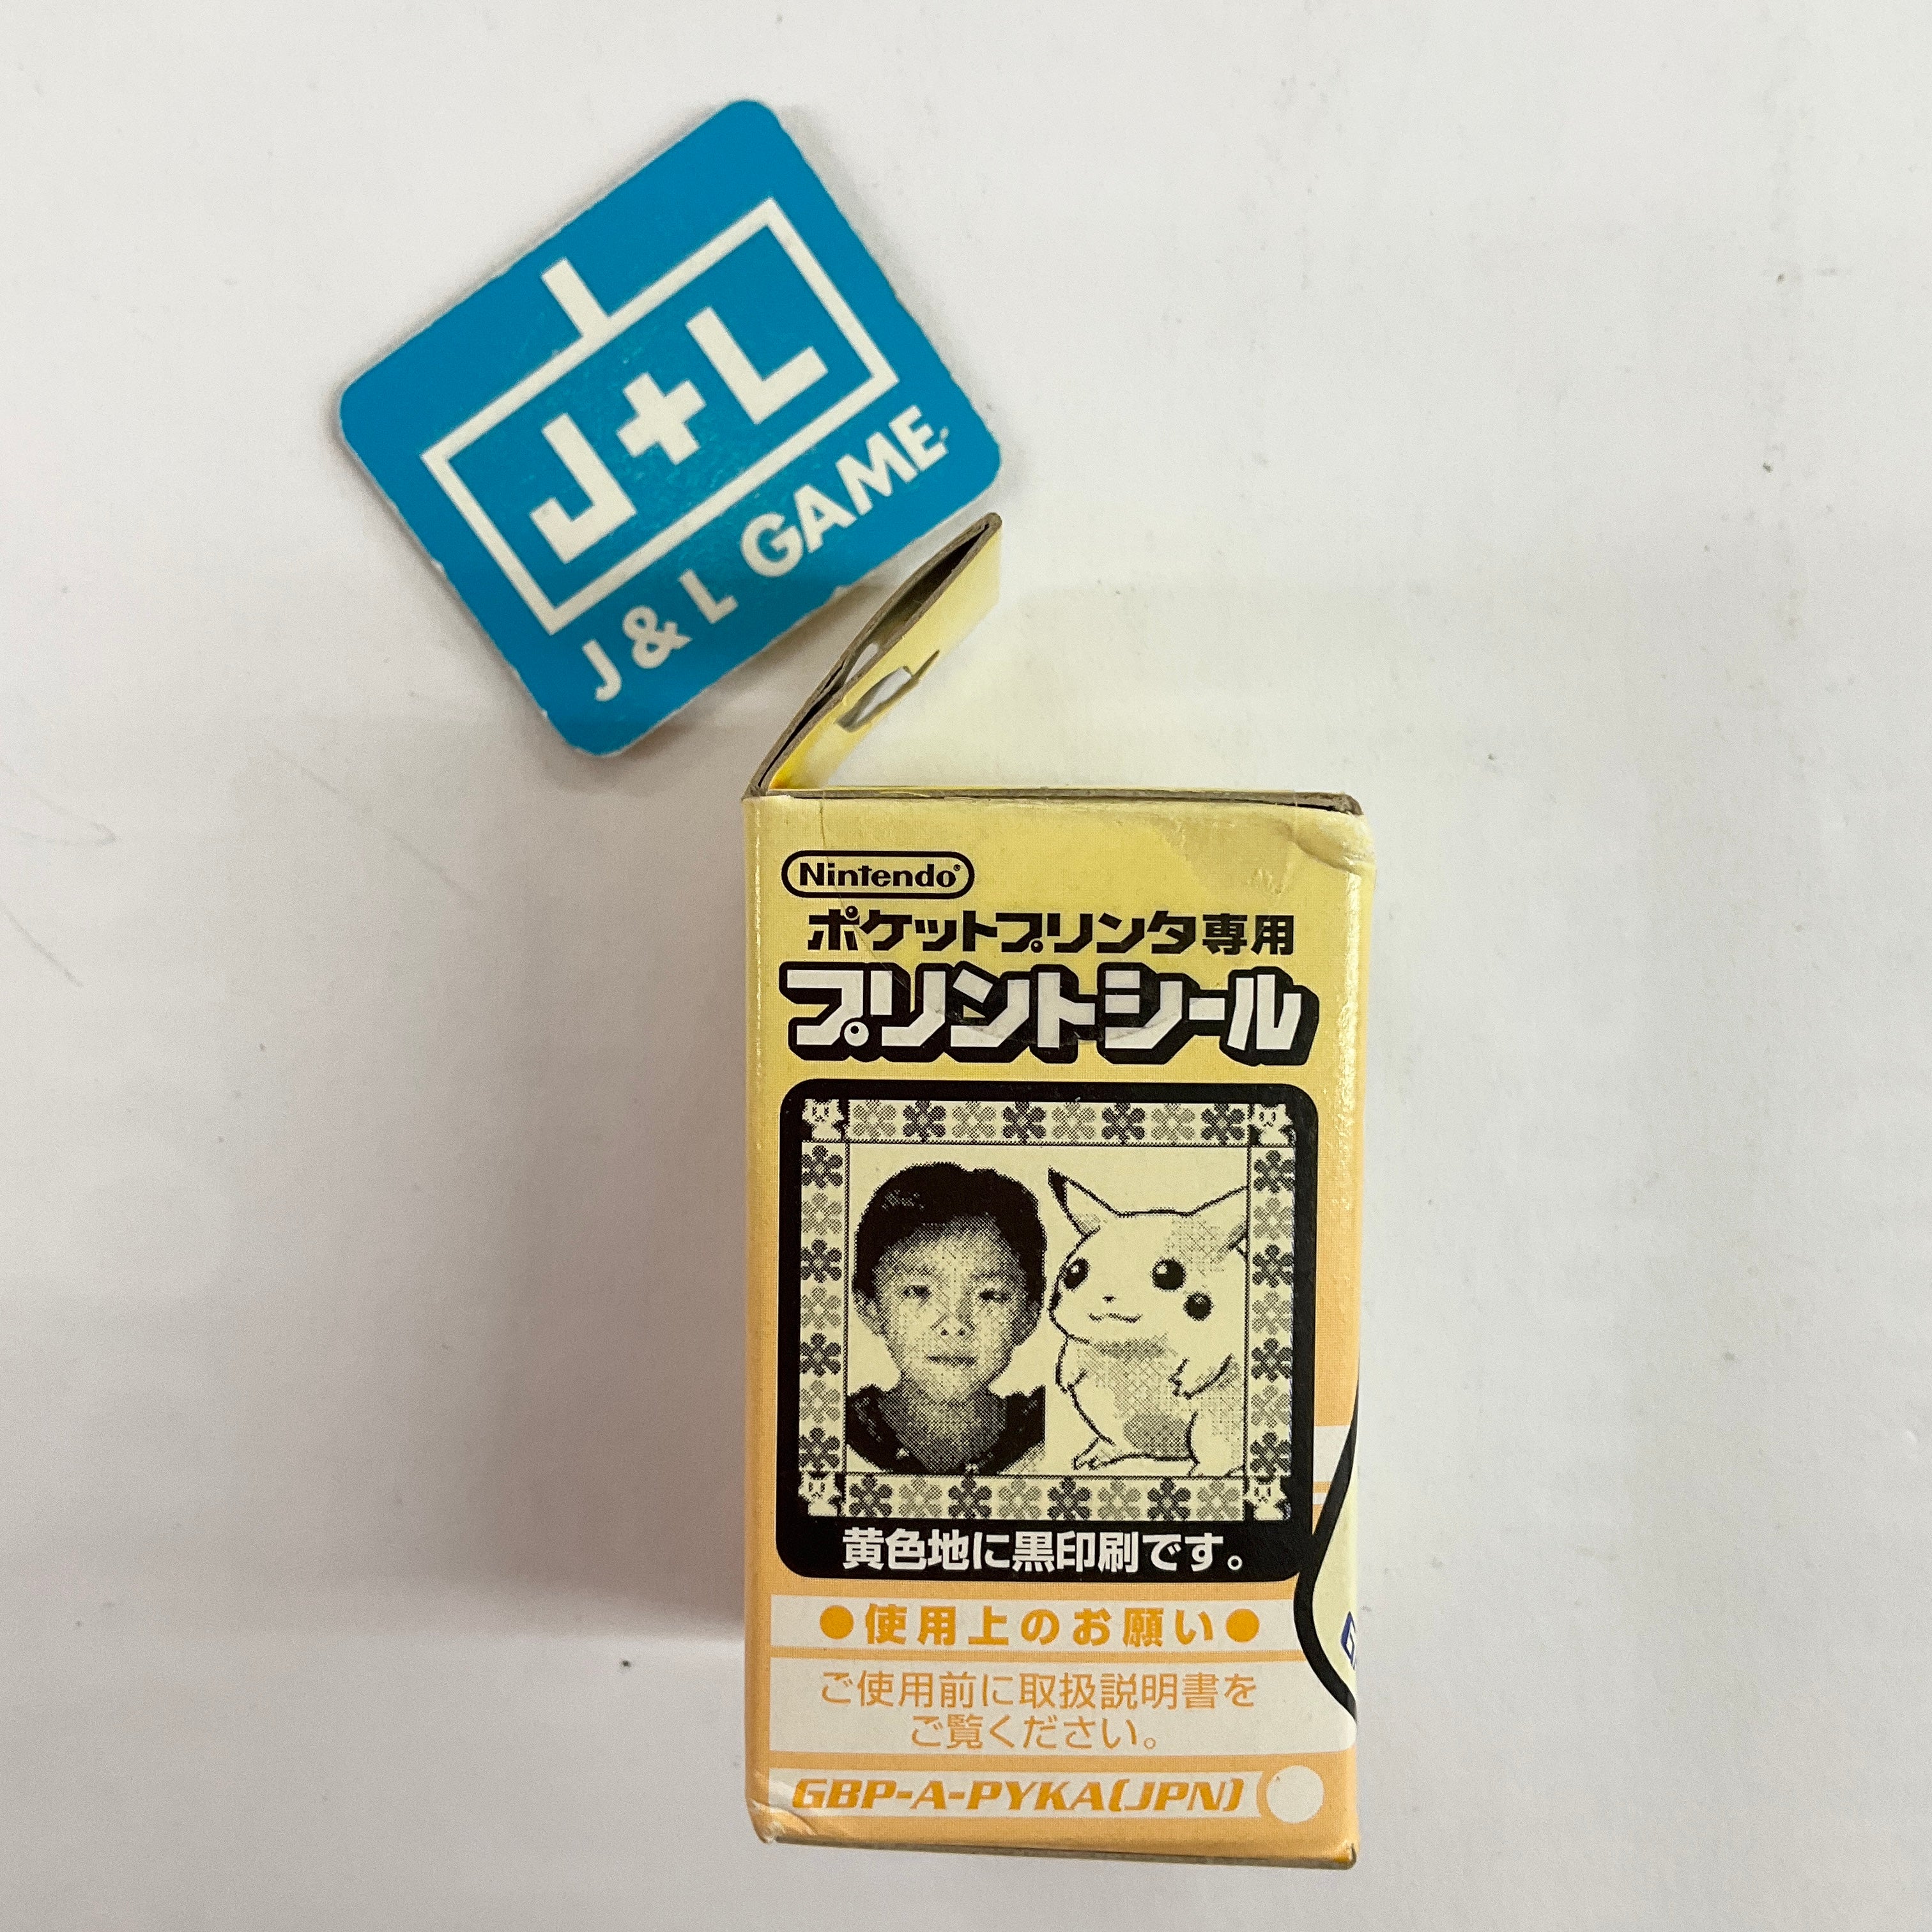 J+L
J&L GAME
Nintendo®
ポケットプリンタ専用
プリントシール
黄色地に黒印刷です。
●使用上のお願い●
ご使用前に取扱説明書を
ご覧ください。
GBP-A-PYKA(JPN)